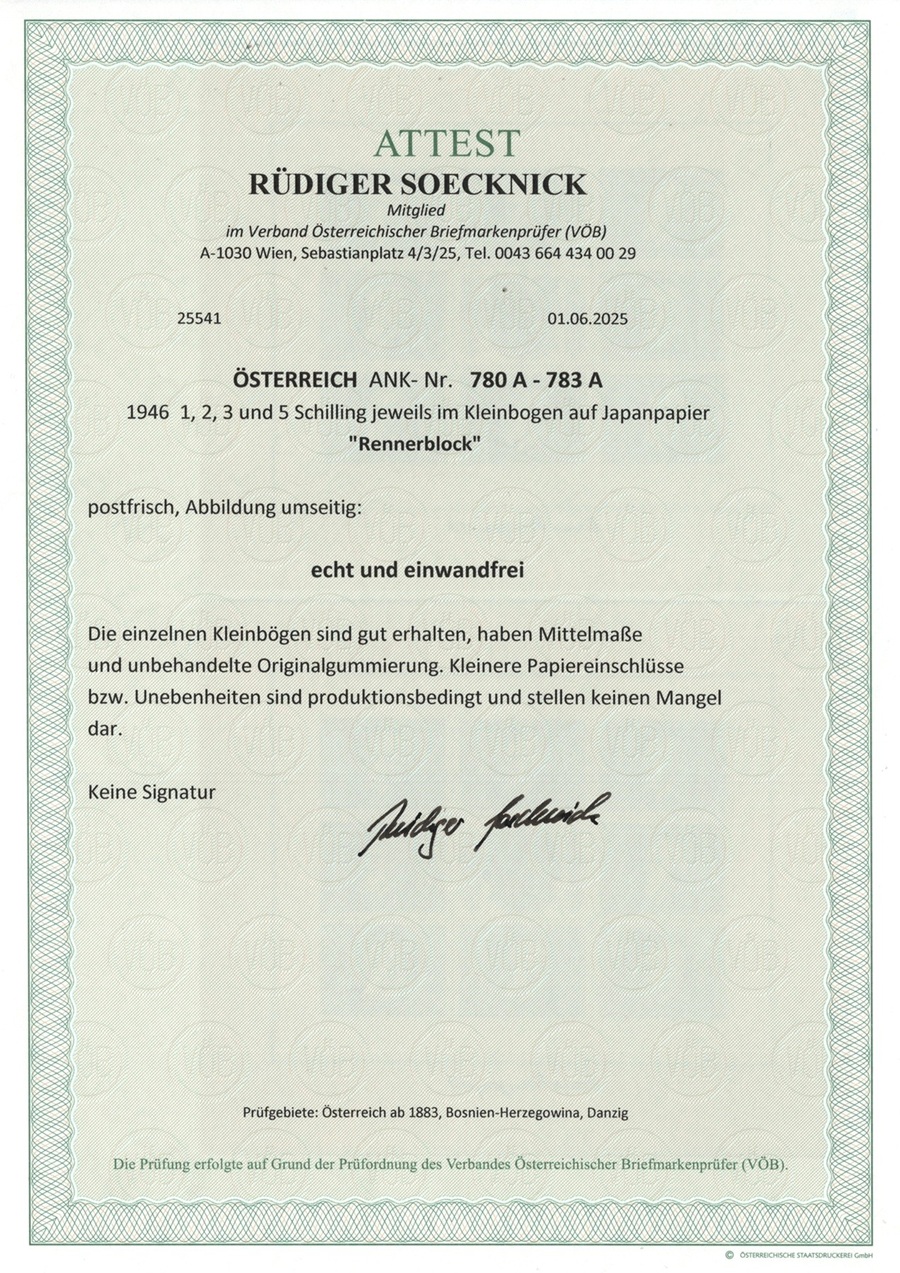 ATTEST
RÜDIGER SOECKNICK
Mitglied
im Verband Österreichischer Briefmarkenprüfer (VÖB)
A-1030 Wien, Sebastianplatz 4/3/25, Tel. 0043 664 434 00 29
25541 01.06.2025
ÖSTERREICH ANK- Nr. 780 A - 783 A
1946 1, 2, 3 und 5 Schilling jeweils im Kleinbogen auf Japanpapier
"Rennerblock"
postfrisch, Abbildung umseitig:
echt und einwandfrei
Die einzelnen Kleinbögen sind gut erhalten, haben Mittelmaße
und unbehandelte Originalgummierung. Kleinere Papiereinschlüsse
bzw. Unebenheiten sind produktionsbedingt und stellen keinen Mangel
dar.
Keine Signatur
Rüdiger Soecknick
Prüfgebiete: Österreich ab 1883, Bosnien-Herzegowina, Danzig
Die Prüfung erfolgte auf Grund der Prüfordnung des Verbandes Österreichischer Briefmarkenprüfer (VÖB).
© ÖSTERREICHISCHE STAATSDRUCKEREI GmbH